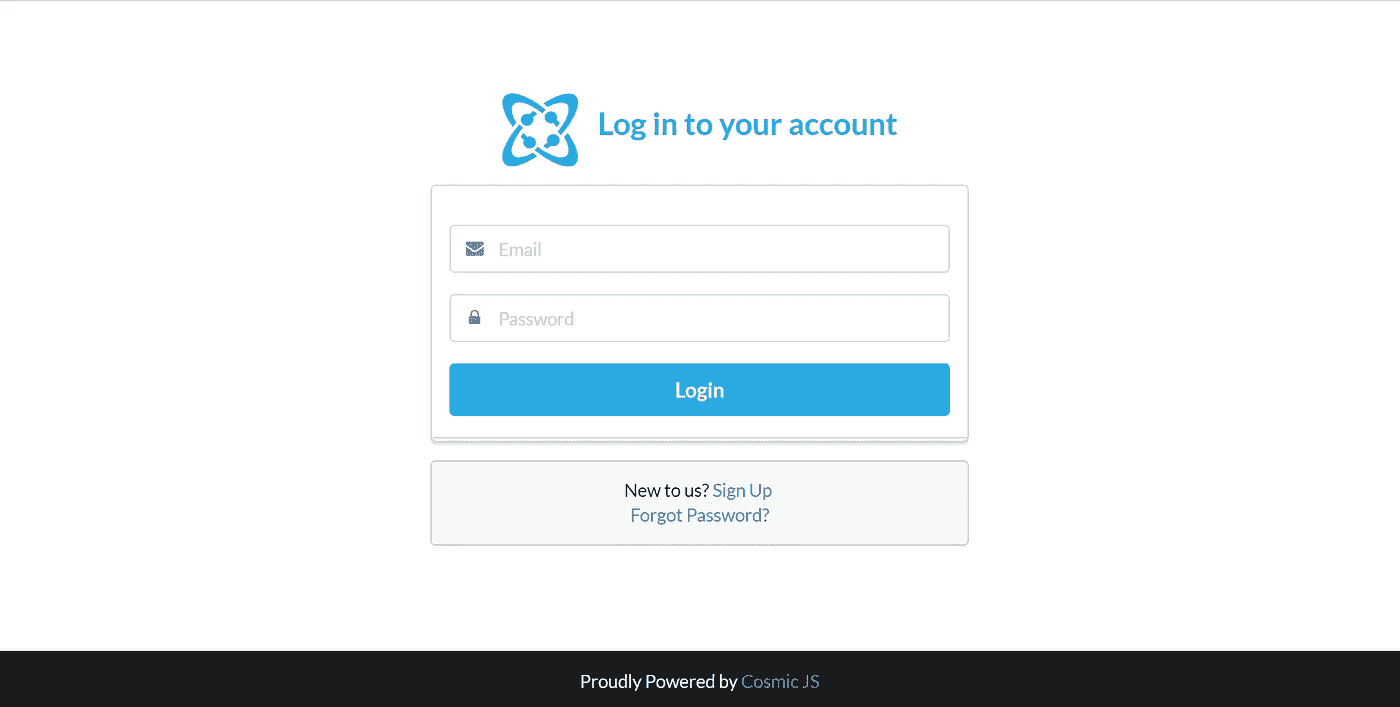 Log in to your account
Email
Password
Login
New to us? Sign Up
Forgot Password?
Proudly Powered by Cosmic JS